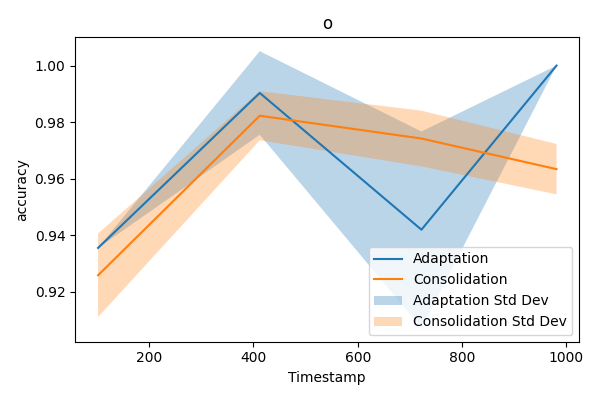 o
accuracy
1.00
0.98
0.96
0.94
0.92
Adaptation
Consolidation
Adaptation Std Dev
Consolidation Std Dev
200
400
600
800
1000
Timestamp